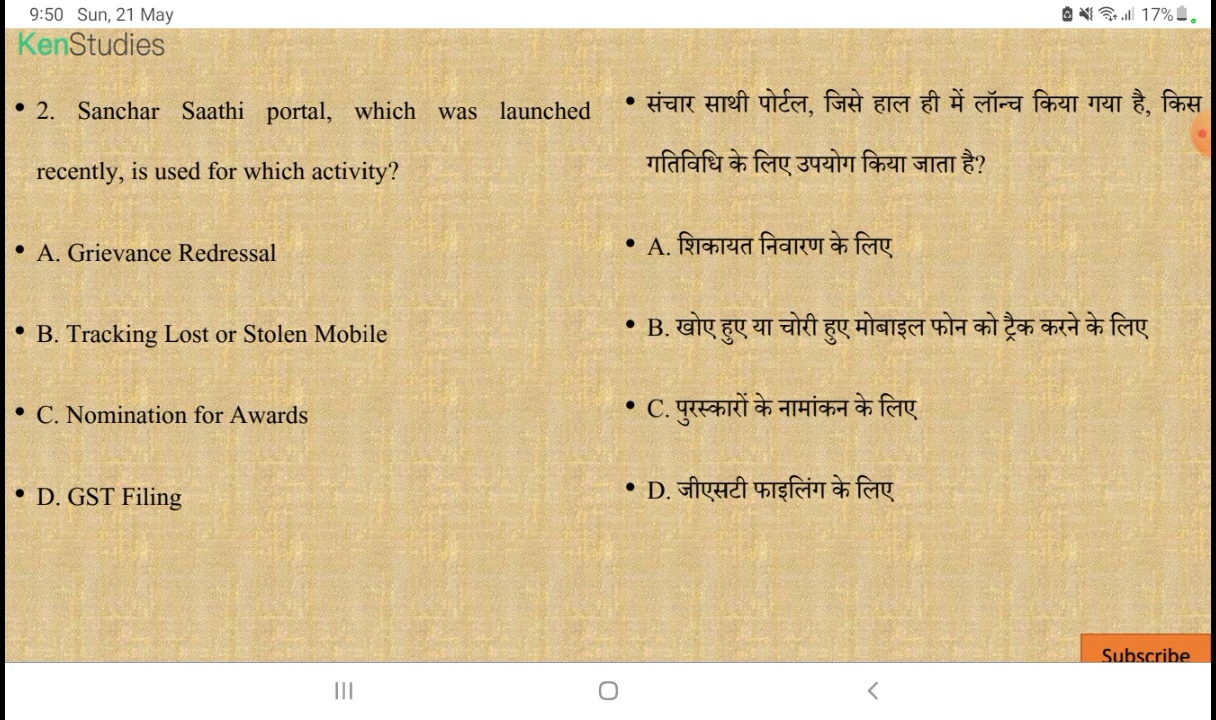 9:50 Sun, 21 May 17%
KenStudies
• 2. Sanchar Saathi portal, which was launched
recently, is used for which activity?
• A. Grievance Redressal
• B. Tracking Lost or Stolen Mobile
• C. Nomination for Awards
• D. GST Filing
• संचार साथी पोर्टल, जिसे हाल ही में लॉन्च किया गया है, किस
गतिविधि के लिए उपयोग किया जाता है?
• A. शिकायत निवारण के लिए
• B. खोए हुए या चोरी हुए मोबाइल फोन को ट्रैक करने के लिए
• C. पुरस्कारों के नामांकन के लिए
• D. जीएसटी फाइलिंग के लिए
Subscribe